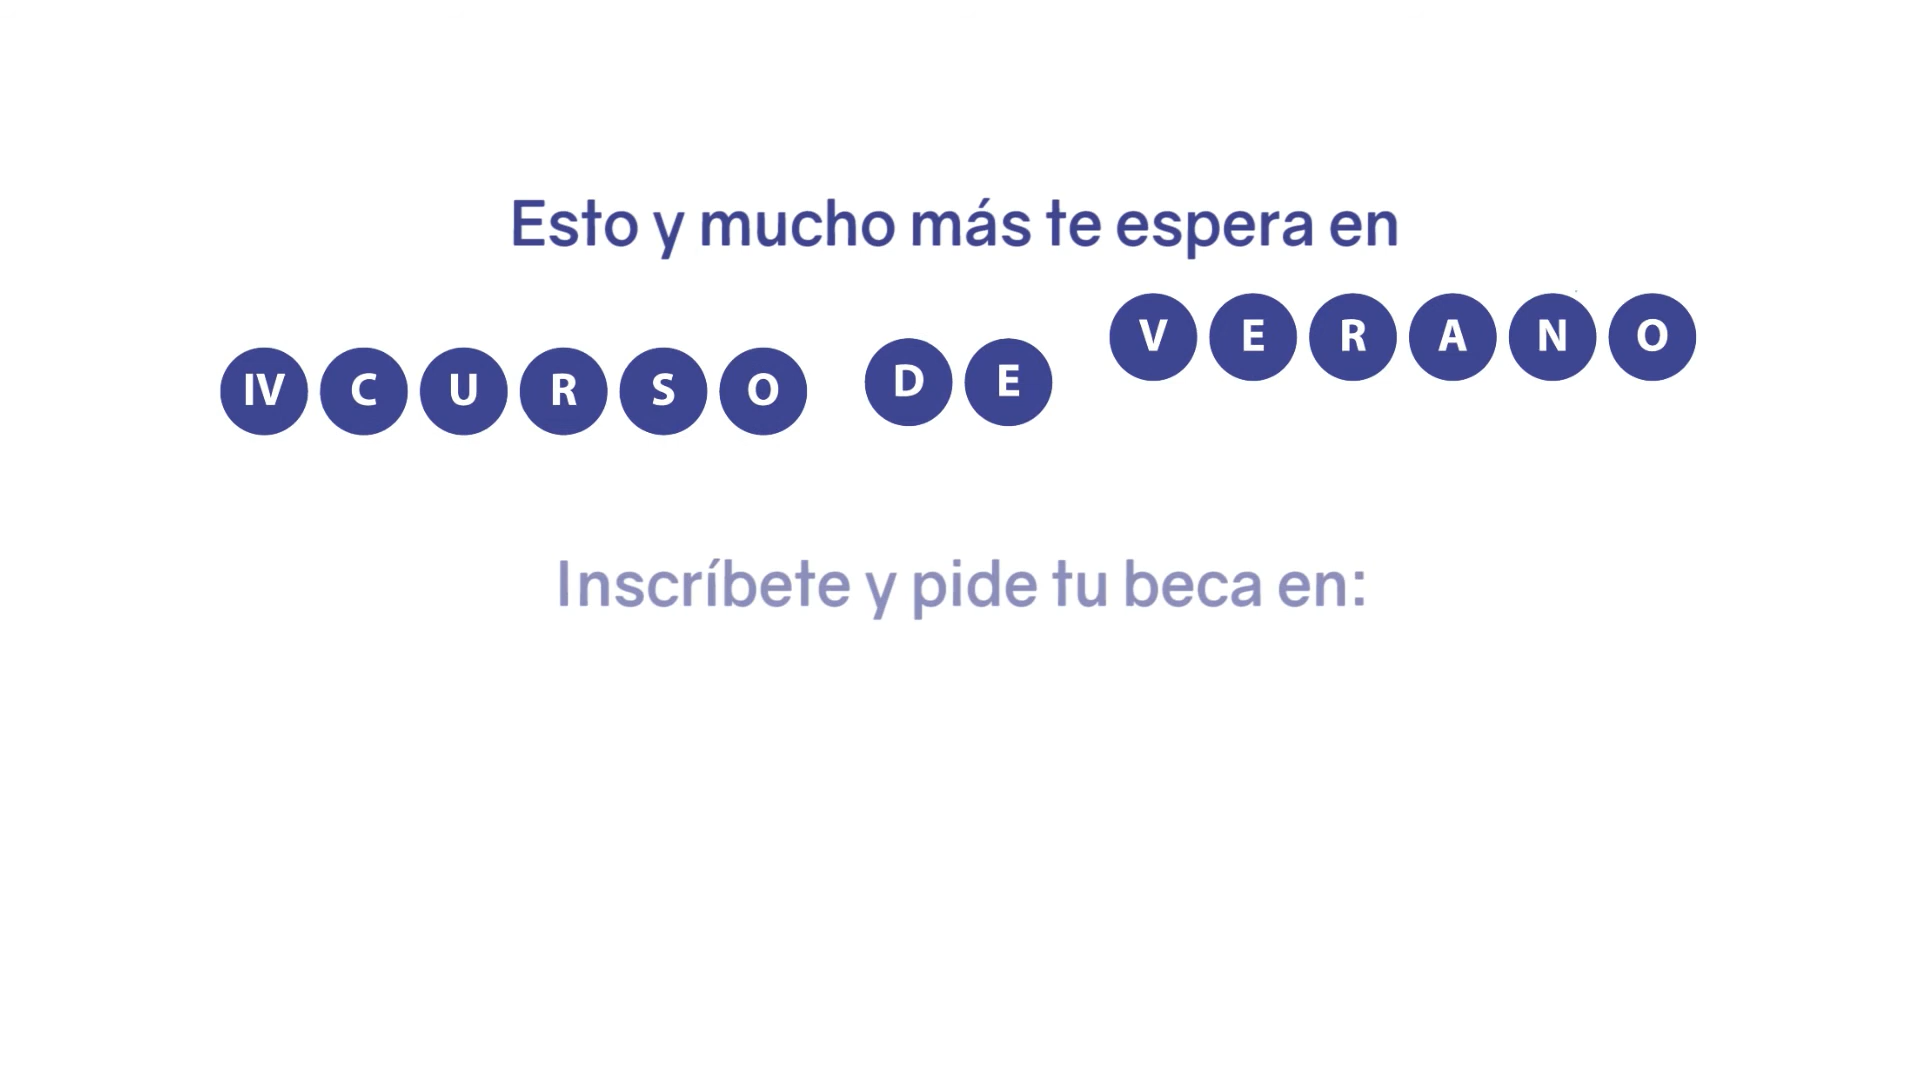 Esto y mucho más te espera en
IV CURSO DE VERANO
Inscríbete y pide tu beca en: